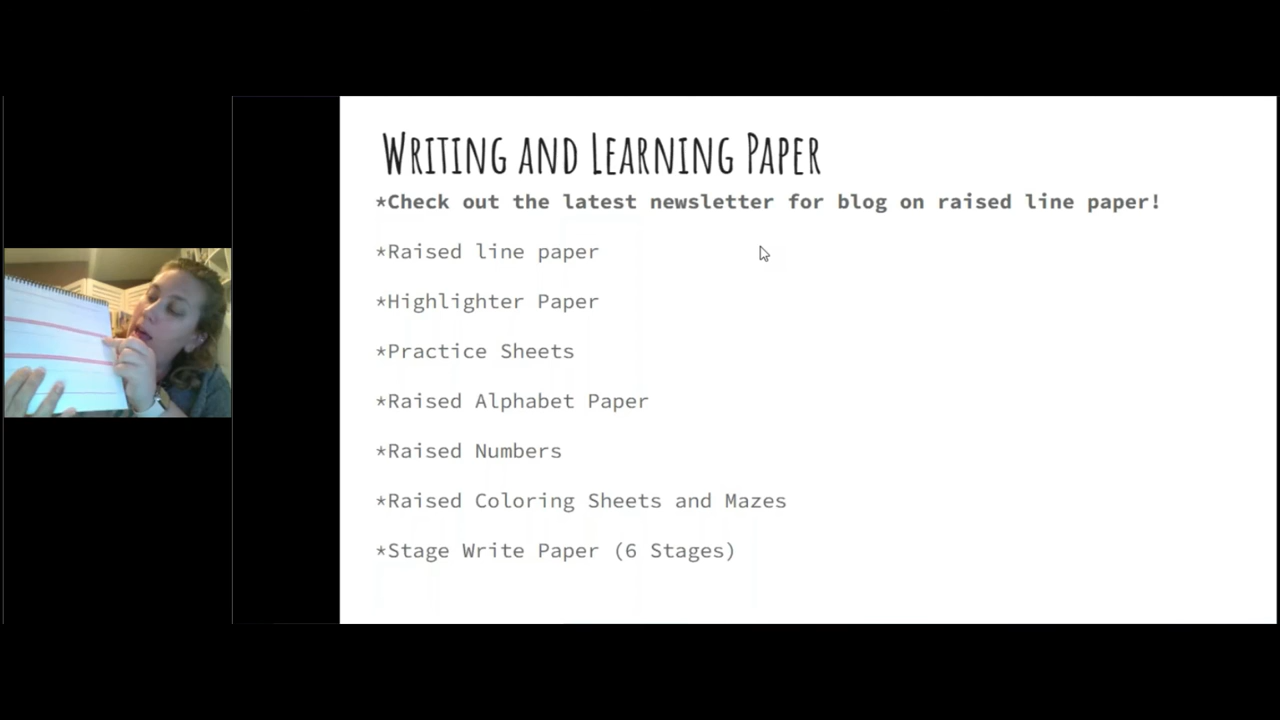 Writing and Learning Paper
*Check out the latest newsletter for blog on raised line paper!
*Raised line paper
*Highlighter Paper
*Practice Sheets
*Raised Alphabet Paper
*Raised Numbers
*Raised Coloring Sheets and Mazes
*Stage Write Paper (6 Stages)